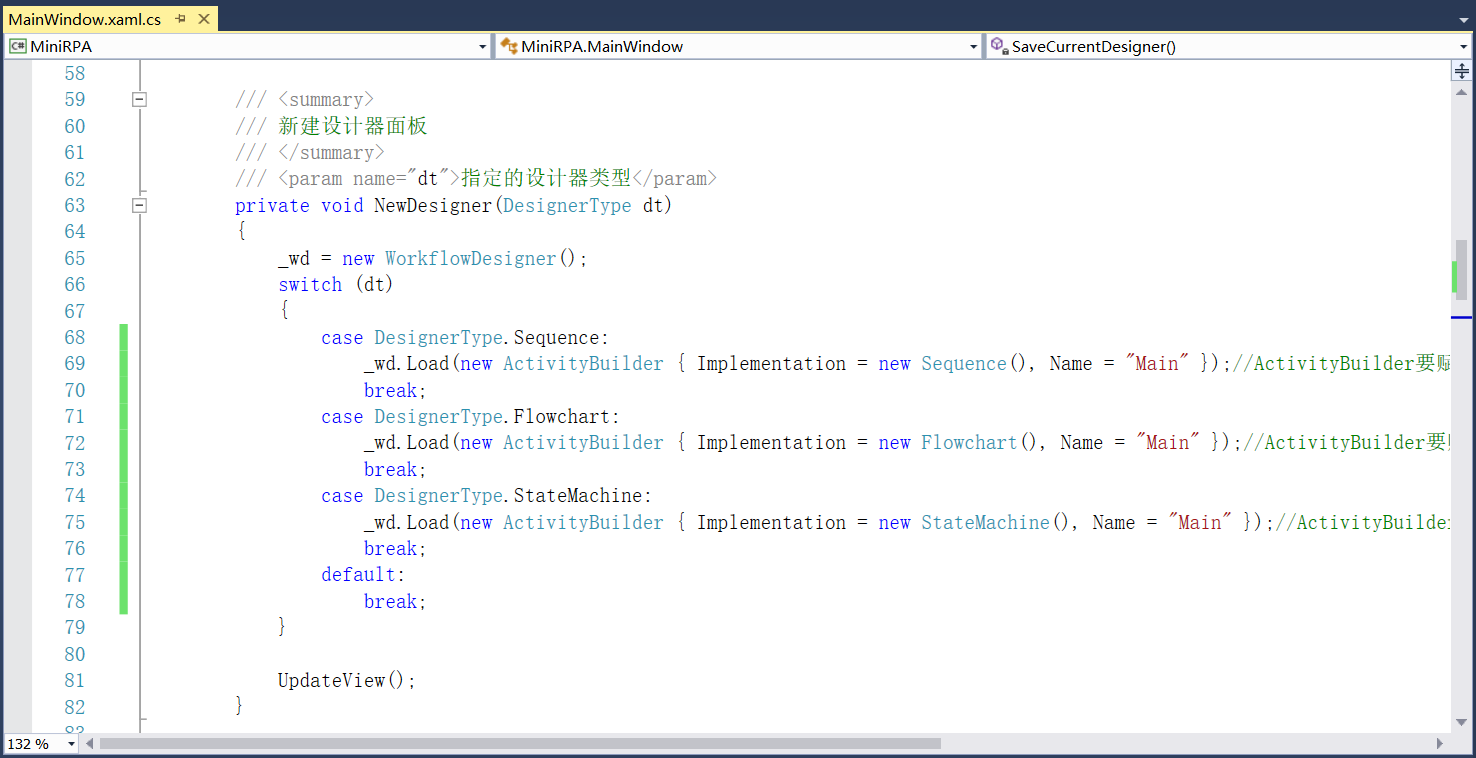 MainWindow.xaml.cs
MiniRPA MiniRPA.MainWindow SaveCurrentDesigner()
58
59 /// <summary>
60 /// 新建设计器面板
61 /// </summary>
62 /// <param name="dt">指定的设计器类型</param>
63 private void NewDesigner(DesignerType dt)
64 {
65 _wd = new WorkflowDesigner();
66 switch (dt)
67 {
68 case DesignerType.Sequence:
69 _wd.Load(new ActivityBuilder { Implementation = new Sequence(), Name = "Main" });//ActivityBuilder要赋
70 break;
71 case DesignerType.Flowchart:
72 _wd.Load(new ActivityBuilder { Implementation = new Flowchart(), Name = "Main" });//ActivityBuilder要
73 break;
74 case DesignerType.StateMachine:
75 _wd.Load(new ActivityBuilder { Implementation = new StateMachine(), Name = "Main" });//ActivityBuilder
76 break;
77 default:
78 break;
79 }
80
81 UpdateView();
82 }
83
132 %